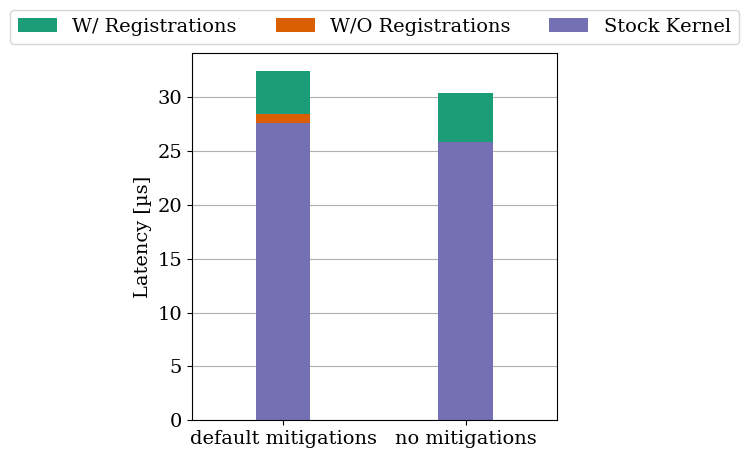 W/ Registrations
W/O Registrations
Stock Kernel
Latency [µs]
30
25
20
15
10
5
0
default mitigations
no mitigations